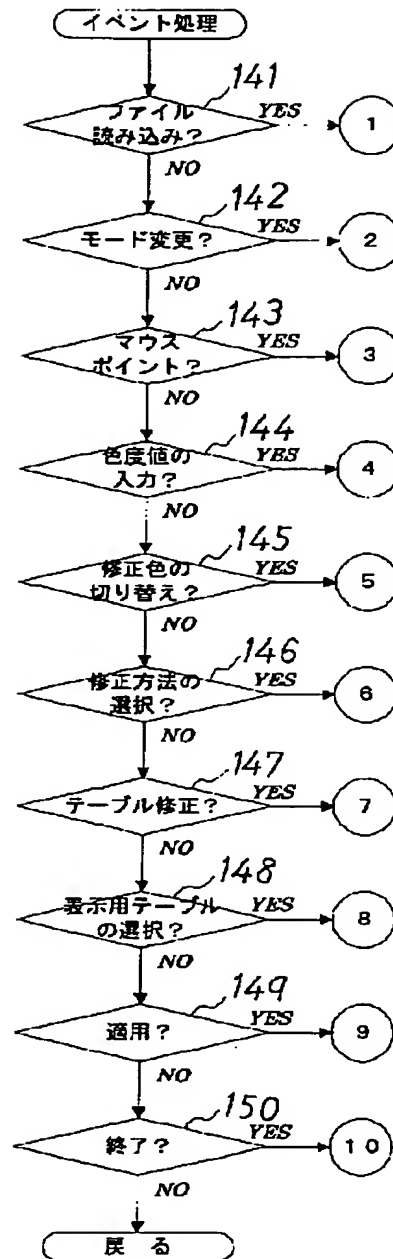 イベント処理
141
ファイル
読み込み？
YES
1
NO
142
モード変更？
YES
2
NO
143
マウス
ポイント？
YES
3
NO
144
色度値の
入力？
YES
4
NO
145
修正色の
切り替え？
YES
5
NO
146
修正方法の
選択？
YES
6
NO
147
テーブル修正？
YES
7
NO
148
表示用テーブル
の選択？
YES
8
NO
149
適用？
YES
9
NO
150
終了？
YES
10
NO
戻る